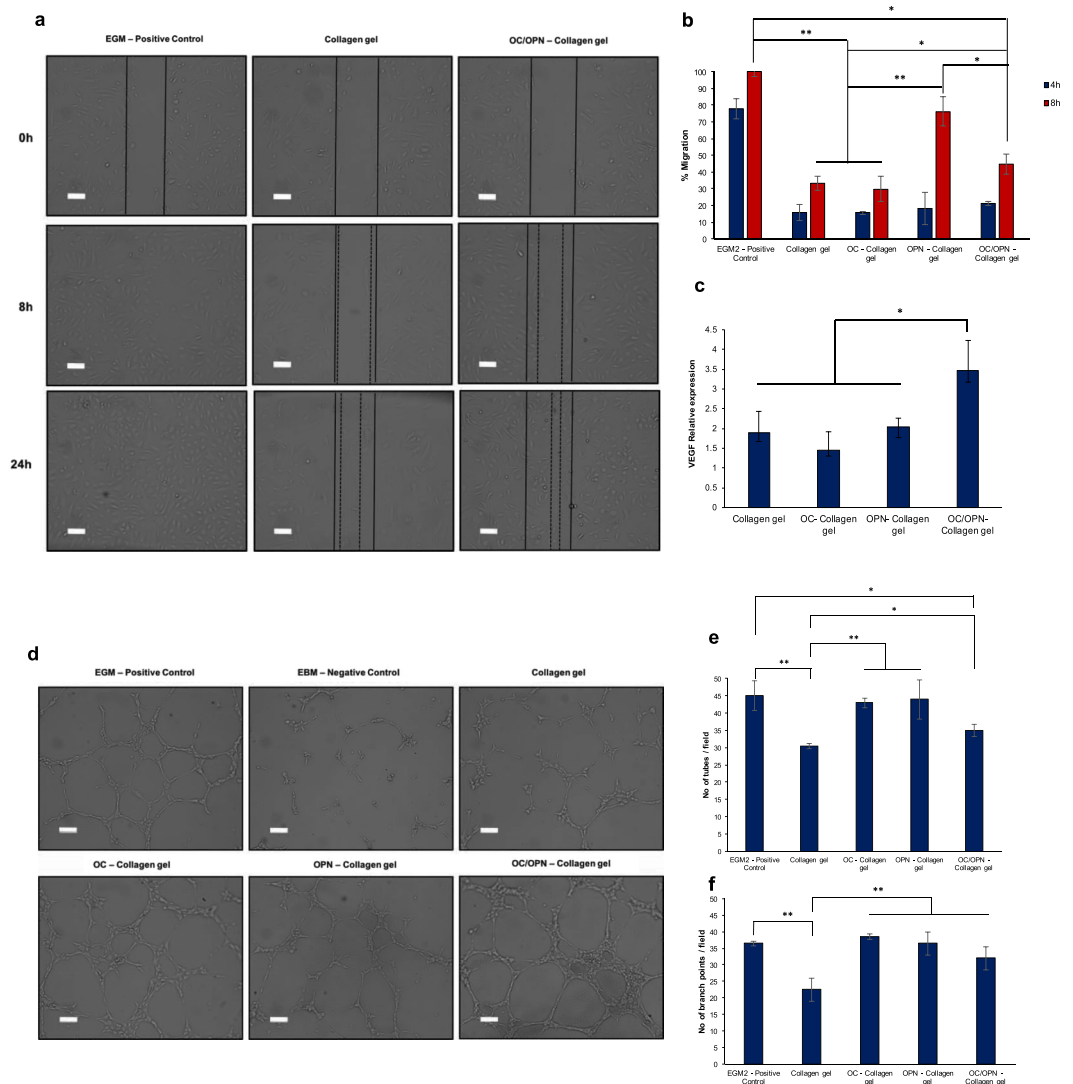 a
EGM – Positive Control
Collagen gel
OC/OPN – Collagen gel
0h
8h
24h
b
*
**
*
**
*
4h
8h
% Migration
100
90
80
70
60
50
40
30
20
10
0
EGM2 - Positive
Control
Collagen gel
OC - Collagen
gel
OPN - Collagen
gel
OC/OPN -
Collagen gel
c
*
VEGF Relative expression
4.5
4
3.5
3
2.5
2
1.5
1
0.5
0
Collagen gel
OC- Collagen
gel
OPN- Collagen
gel
OC/OPN-
Collagen gel
d
EGM – Positive Control
EBM – Negative Control
Collagen gel
OC – Collagen gel
OPN – Collagen gel
OC/OPN – Collagen gel
e
*
*
**
**
No of tubes / field
50
45
40
35
30
25
20
15
10
5
0
EGM2 - Positive
Control
Collagen gel
OC - Collagen
gel
OPN - Collagen
gel
OC/OPN -
Collagen gel
f
**
**
No of branch points / field
50
45
40
35
30
25
20
15
10
5
0
EGM2 - Positive
Control
Collagen gel
OC - Collagen
gel
OPN - Collagen
gel
OC/OPN -
Collagen gel